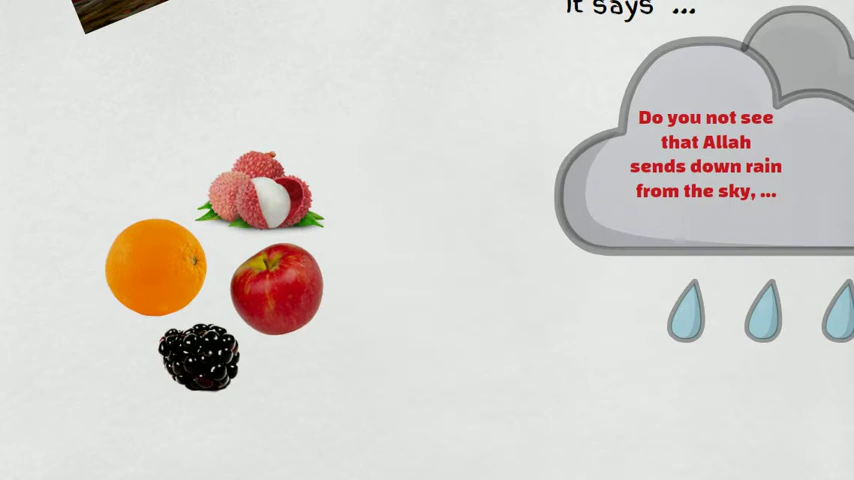 It says ...
Do you not see
that Allah
sends down rain
from the sky, ...